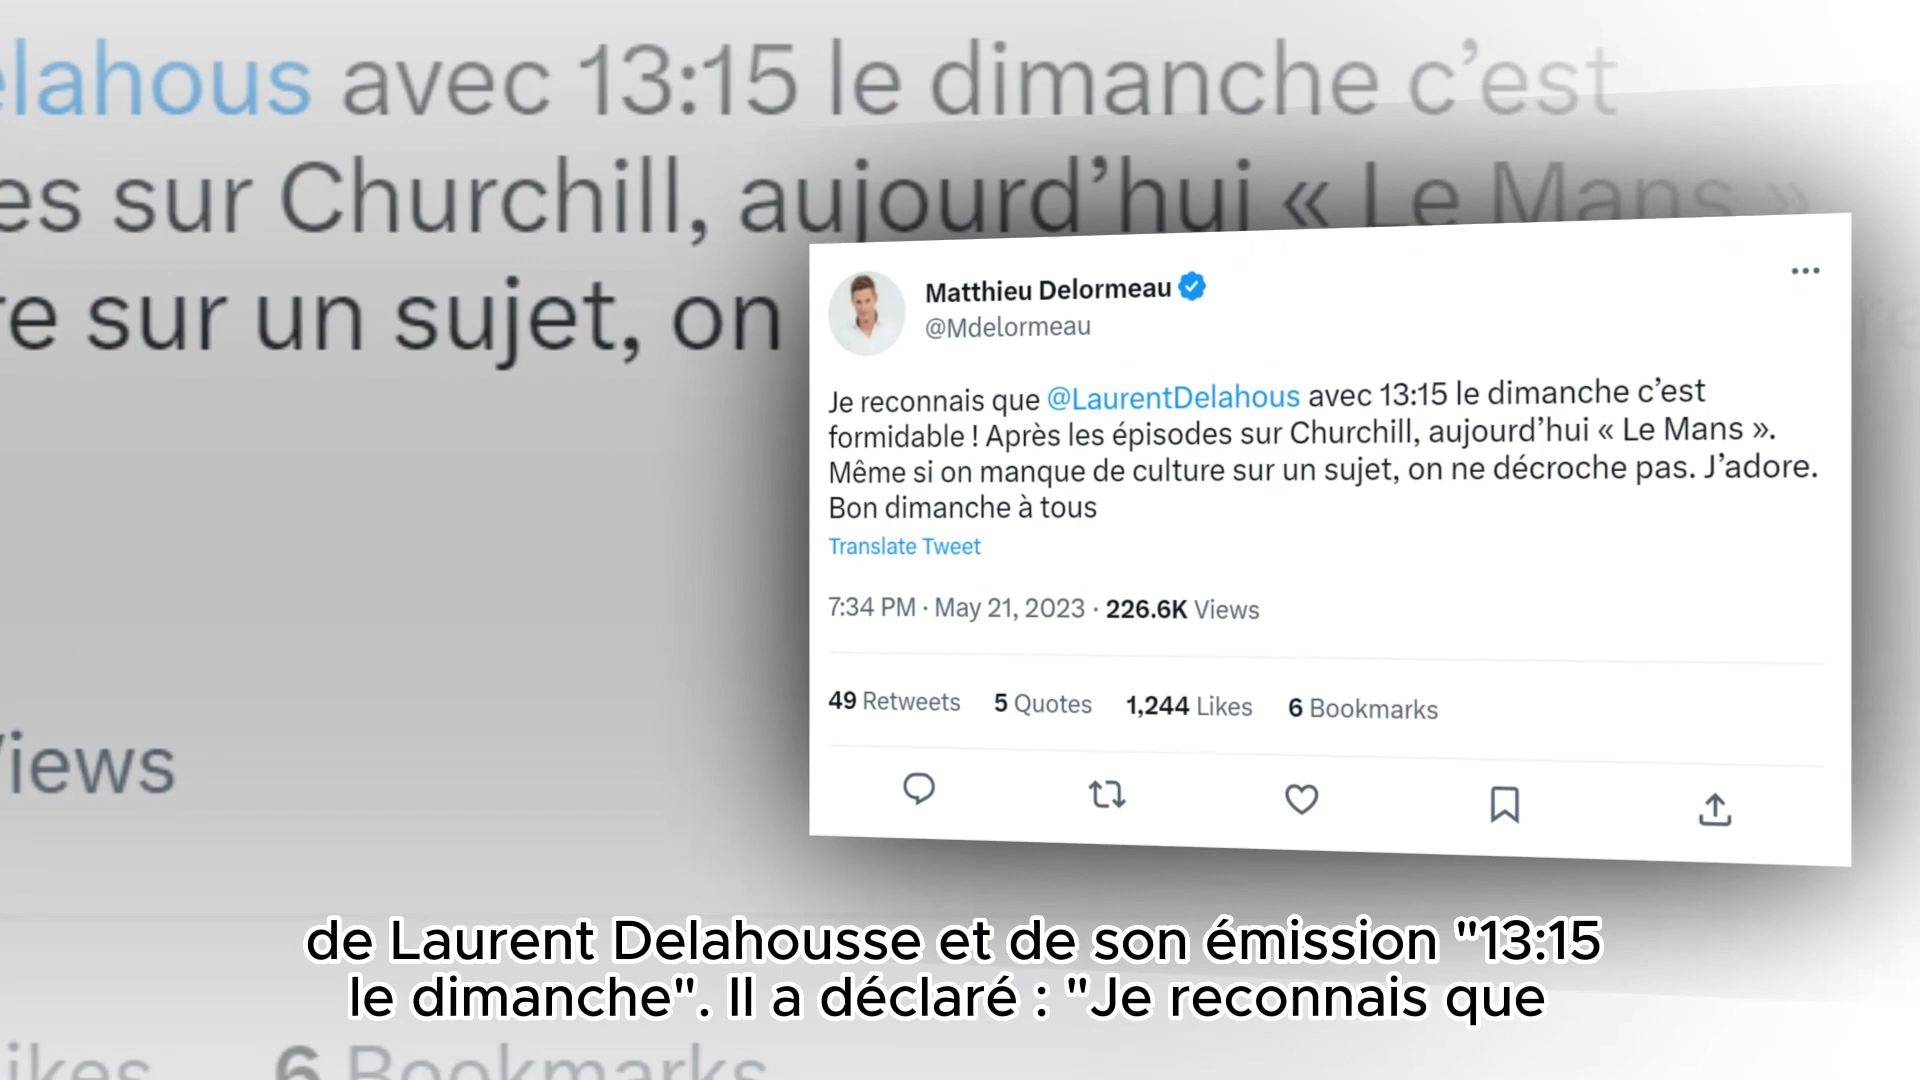 elahous avec 13:15 le dimanche c’est
es sur Churchill, aujourd’hui « Le Mans »
re sur un sujet, on
Views
ikes 6 Bookmarks
Matthieu Delormeau
@Mdelormeau
Je reconnais que @LaurentDelahous avec 13:15 le dimanche c’est
formidable ! Après les épisodes sur Churchill, aujourd’hui « Le Mans ».
Même si on manque de culture sur un sujet, on ne décroche pas. J’adore.
Bon dimanche à tous
Translate Tweet
7:34 PM · May 21, 2023 · 226.6K Views
49 Retweets 5 Quotes 1,244 Likes 6 Bookmarks
de Laurent Delahousse et de son émission "13:15
le dimanche". Il a déclaré : "Je reconnais que